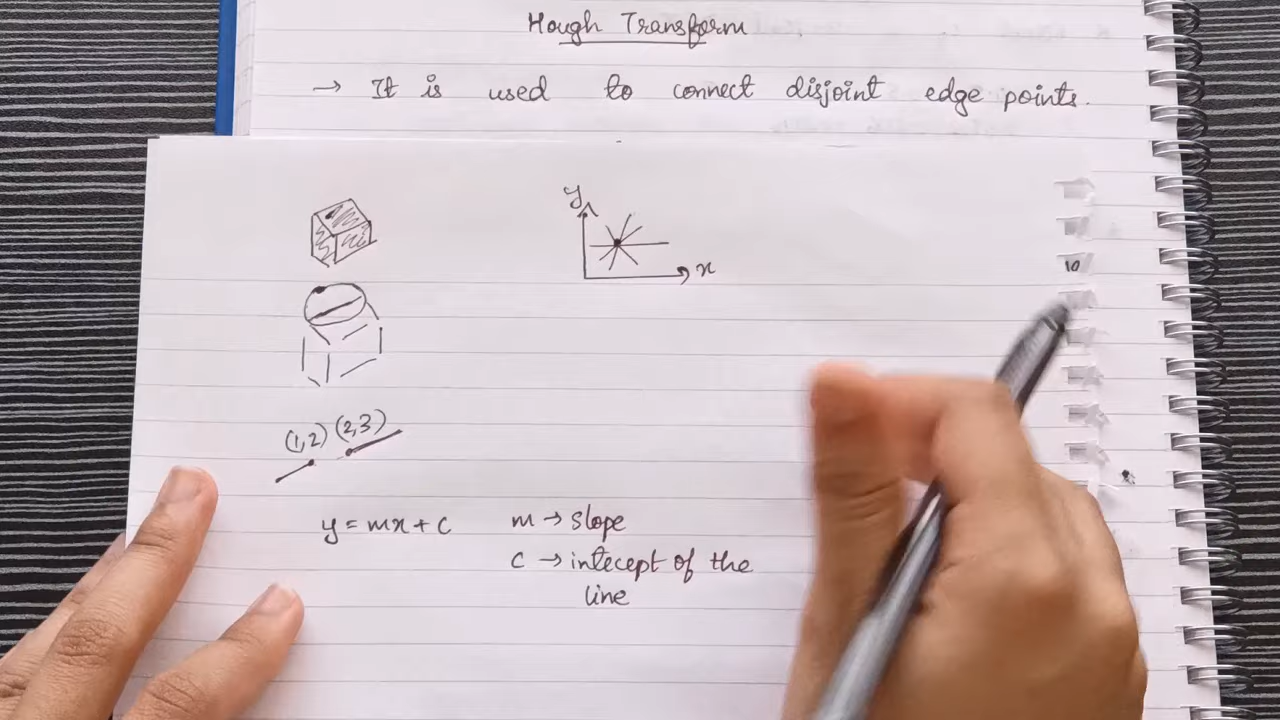 Hough Transform
→ It is used to connect disjoint edge points.
y
x
10
(1,2) (2,3)
y = mx + c
m → slope
c → intecept of the
line